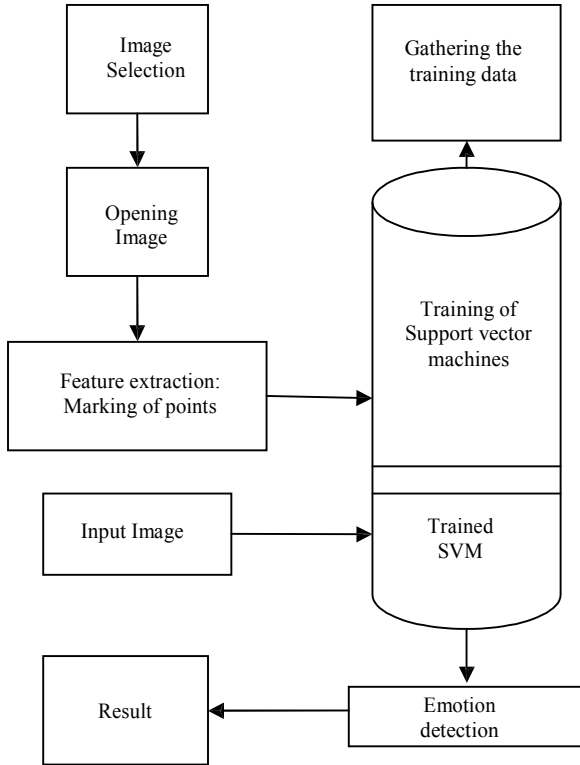 Image
Selection
Gathering the
training data
Opening
Image
Training of
Support vector
machines
Feature extraction:
Marking of points
Input Image
Trained
SVM
Result
Emotion
detection